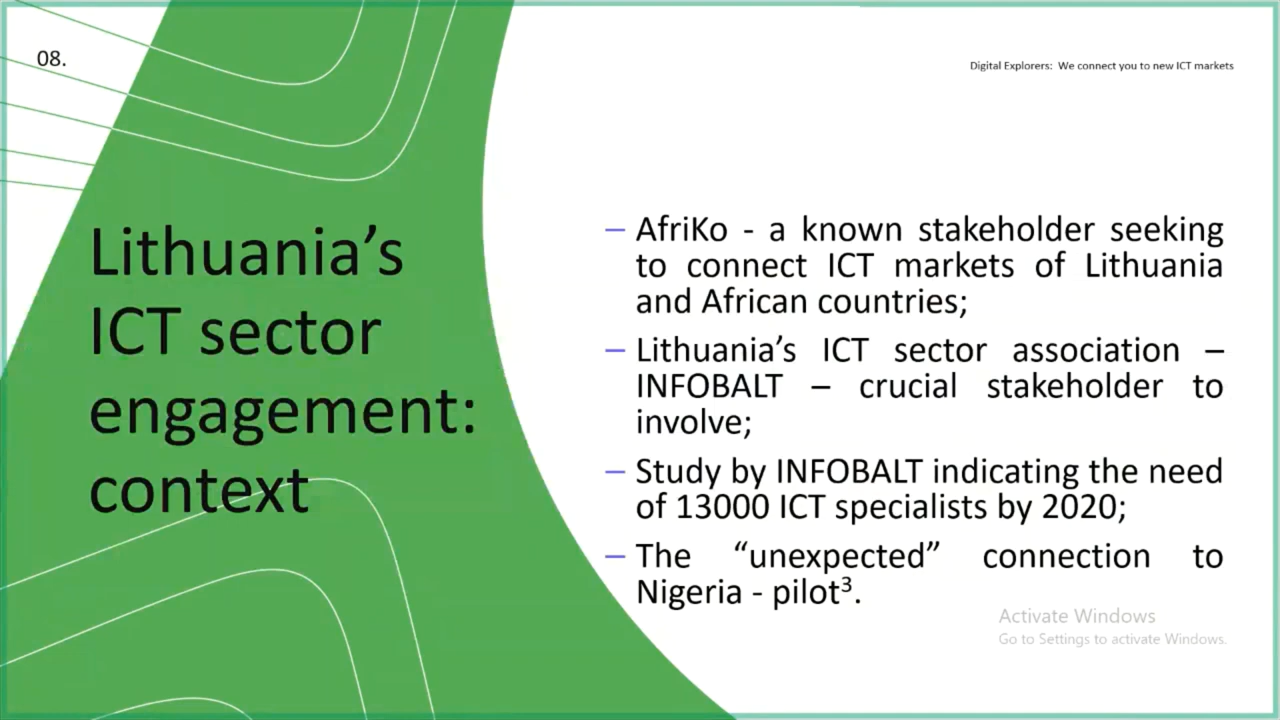 08.
Digital Explorers: We connect you to new ICT markets
Lithuania’s
ICT sector
engagement:
context
– AfriKo - a known stakeholder seeking
to connect ICT markets of Lithuania
and African countries;
– Lithuania’s ICT sector association –
INFOBALT – crucial stakeholder to
involve;
– Study by INFOBALT indicating the need
of 13000 ICT specialists by 2020;
– The “unexpected” connection to
Nigeria - pilot³.
Activate Windows
Go to Settings to activate Windows.